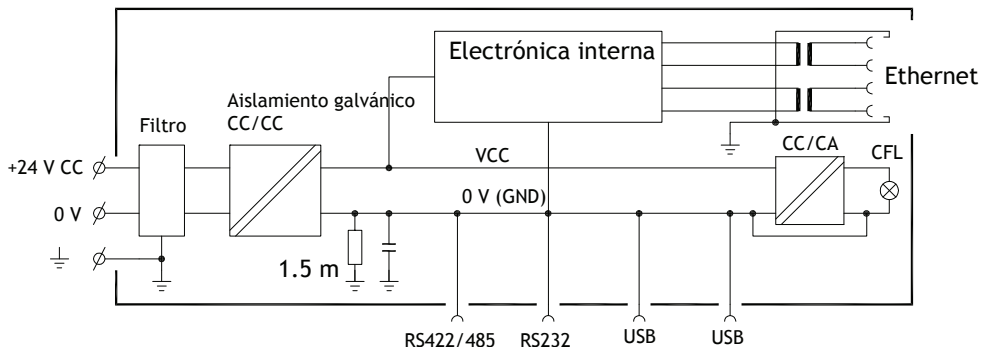 Electrónica interna
Ethernet
Aislamiento galvánico
CC/CC
Filtro
+24 V CC
VCC
CC/CA
CFL
0 V
0 V (GND)
1.5 m
RS422/485
RS232
USB
USB